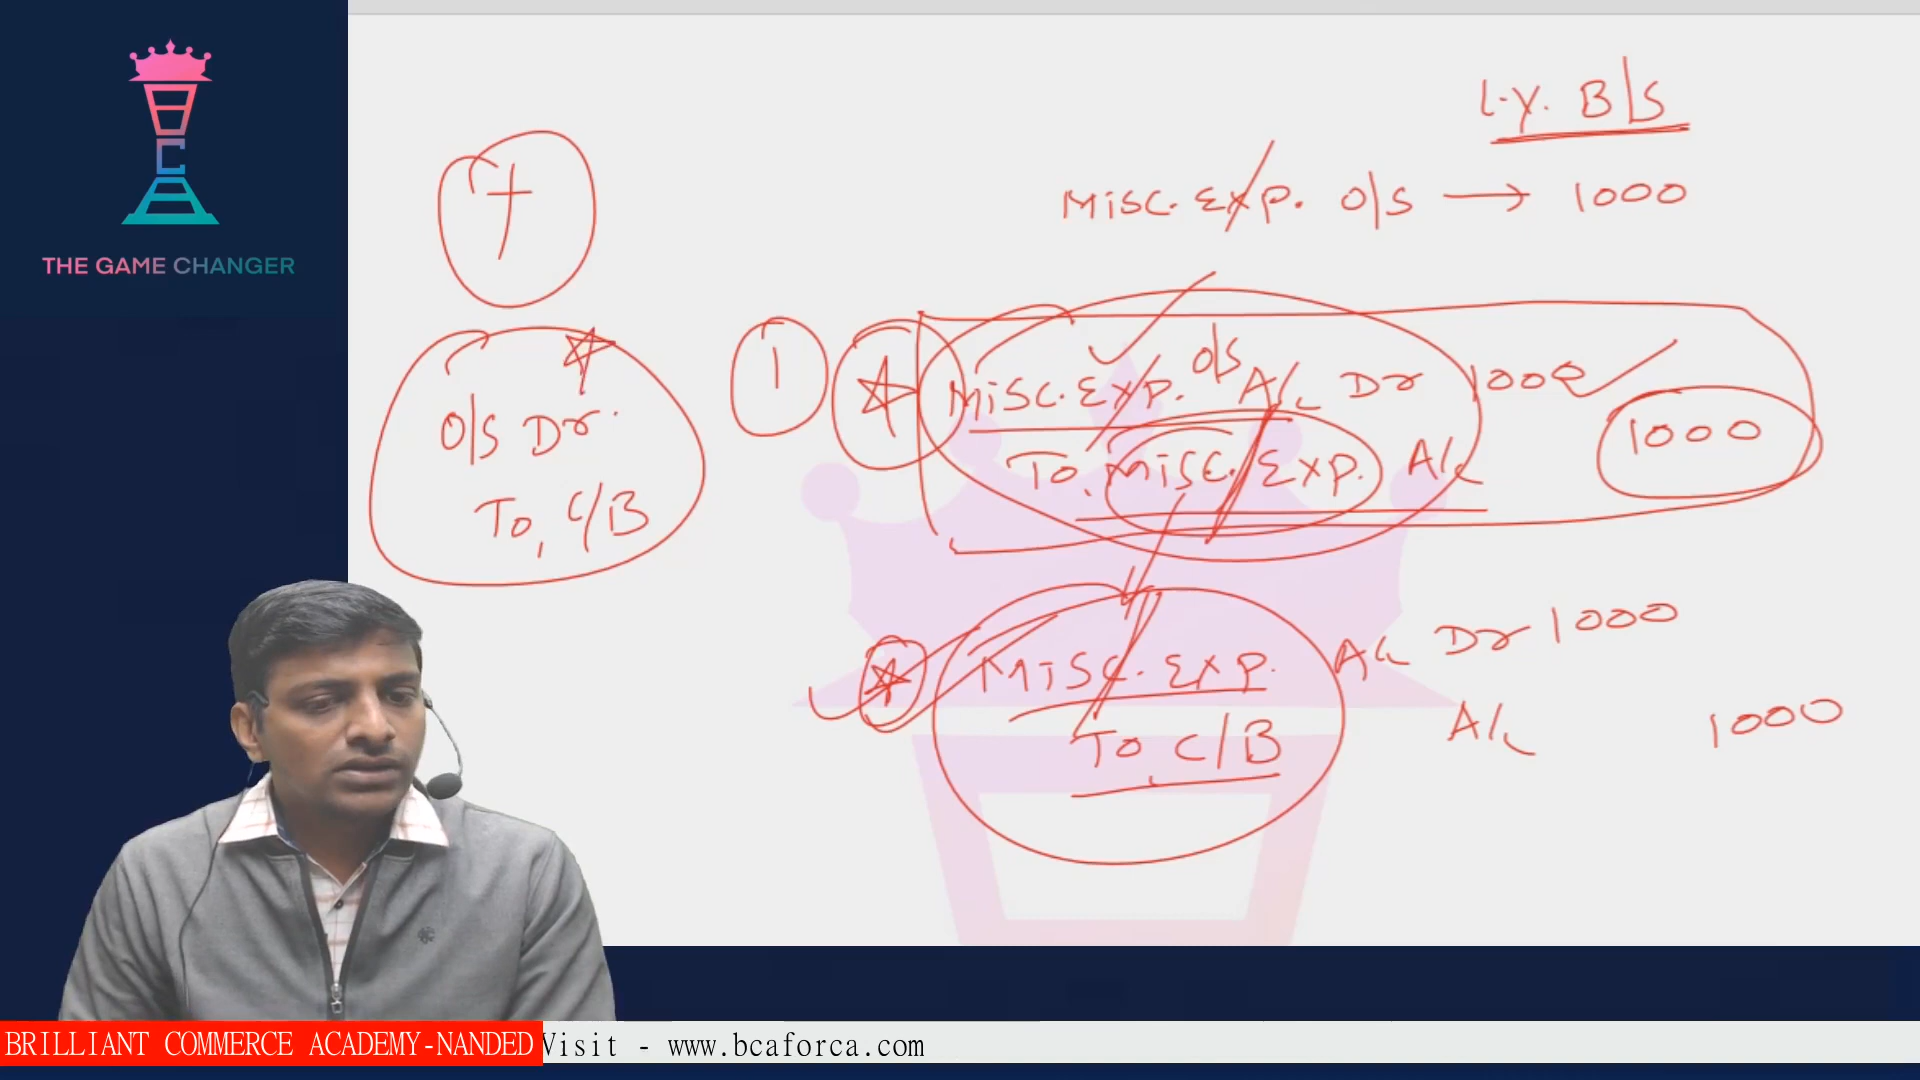 THE GAME CHANGER
L.Y. B/S
Misc. Exp. O/S → 1000
1
Misc. Exp. O/S A/c Dr 1000
To, Misc. Exp. A/c 1000
O/S Dr.
To, C/B
Misc. Exp. A/c Dr 1000
To, C/B A/c 1000
BRILLIANT COMMERCE ACADEMY-NANDED Visit - www.bcaforca.com